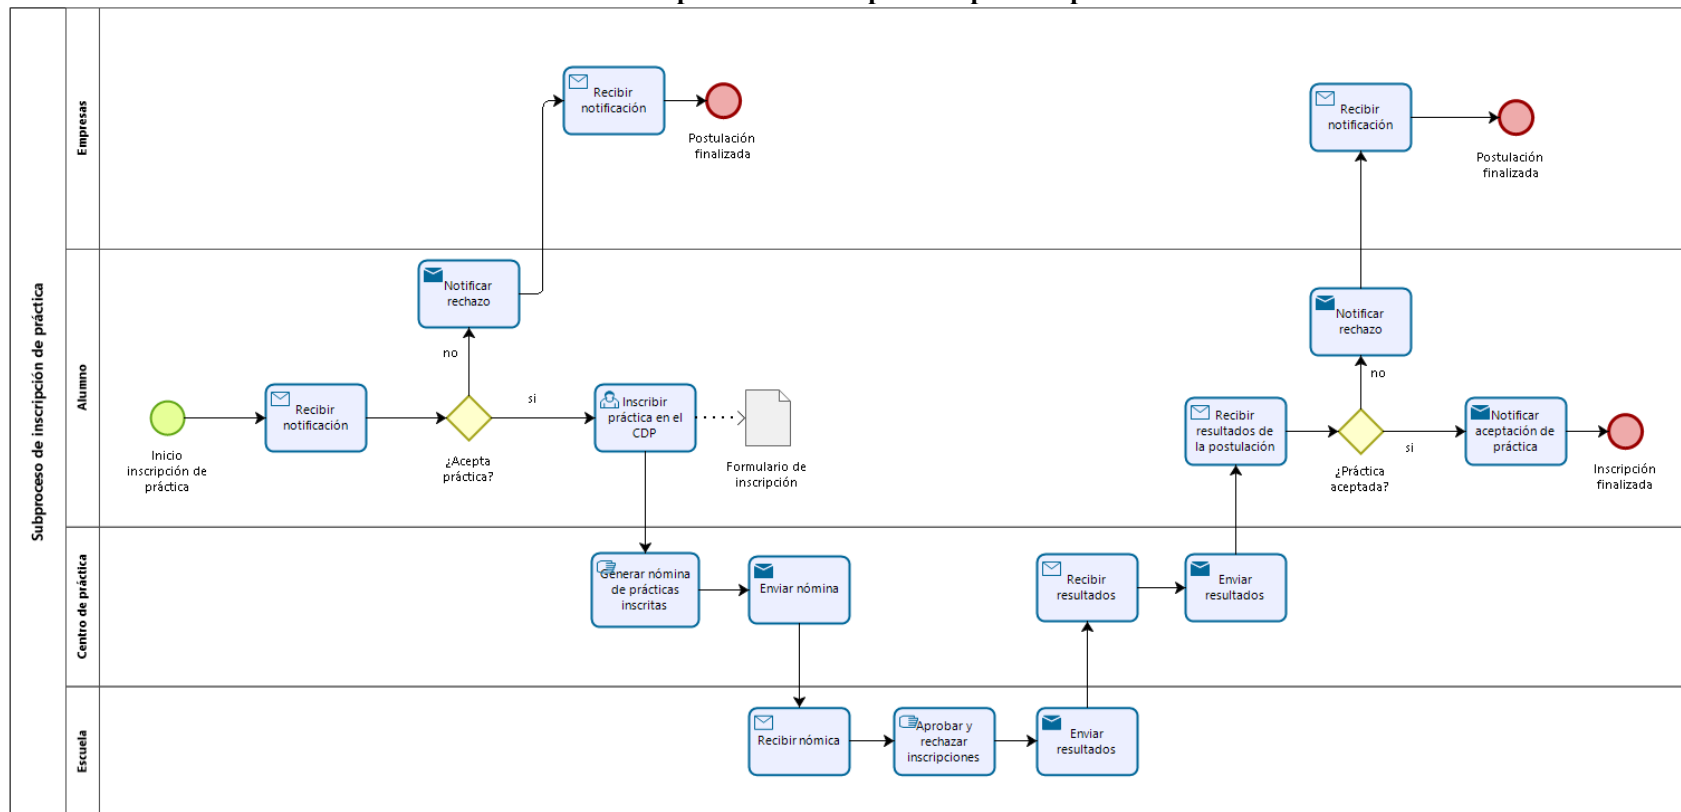 Subproceso de inscripción de práctica
Empresas
Recibir
notificación
Postulación
finalizada
Recibir
notificación
Postulación
finalizada
Alumno
Inicio
inscripción de
práctica
Recibir
notificación
¿Acepta
práctica?
no
Notificar
rechazo
si
Inscribir
práctica en el
CDP
Formulario de
inscripción
Recibir
resultados de
la postulación
¿Práctica
aceptada?
no
Notificar
rechazo
si
Notificar
aceptación de
práctica
Inscripción
finalizada
Centro de práctica
Generar nómina
de prácticas
inscritas
Enviar nómina
Recibir
resultados
Enviar
resultados
Escuela
Recibir nómica
Aprobar y
rechazar
inscripciones
Enviar
resultados